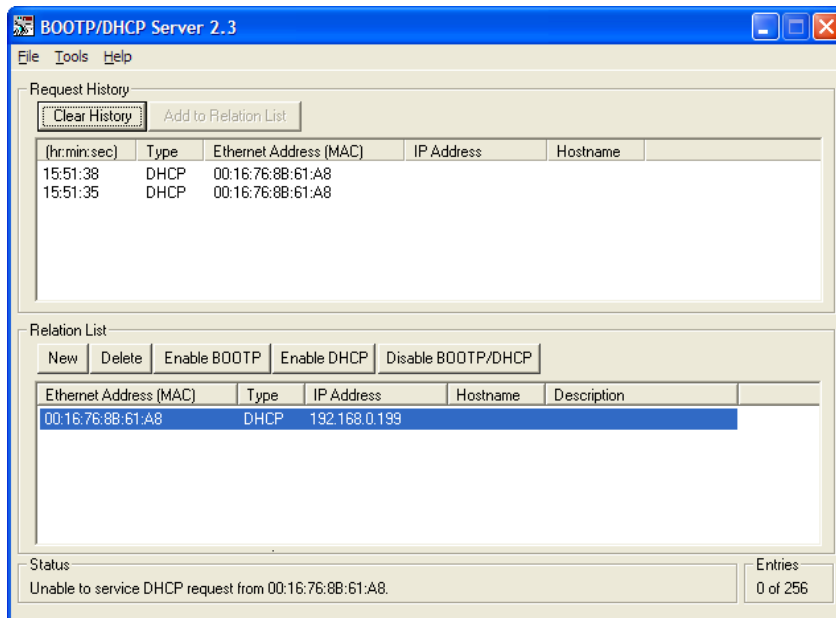 BOOTP/DHCP Server 2.3
File Tools Help
Request History
Clear History Add to Relation List
(hr:min:sec) Type Ethernet Address (MAC) IP Address Hostname
15:51:38 DHCP 00:16:76:8B:61:A8
15:51:35 DHCP 00:16:76:8B:61:A8
Relation List
New Delete Enable BOOTP Enable DHCP Disable BOOTP/DHCP
Ethernet Address (MAC) Type IP Address Hostname Description
00:16:76:8B:61:A8 DHCP 192.168.0.199
Status Entries
Unable to service DHCP request from 00:16:76:8B:61:A8. 0 of 256